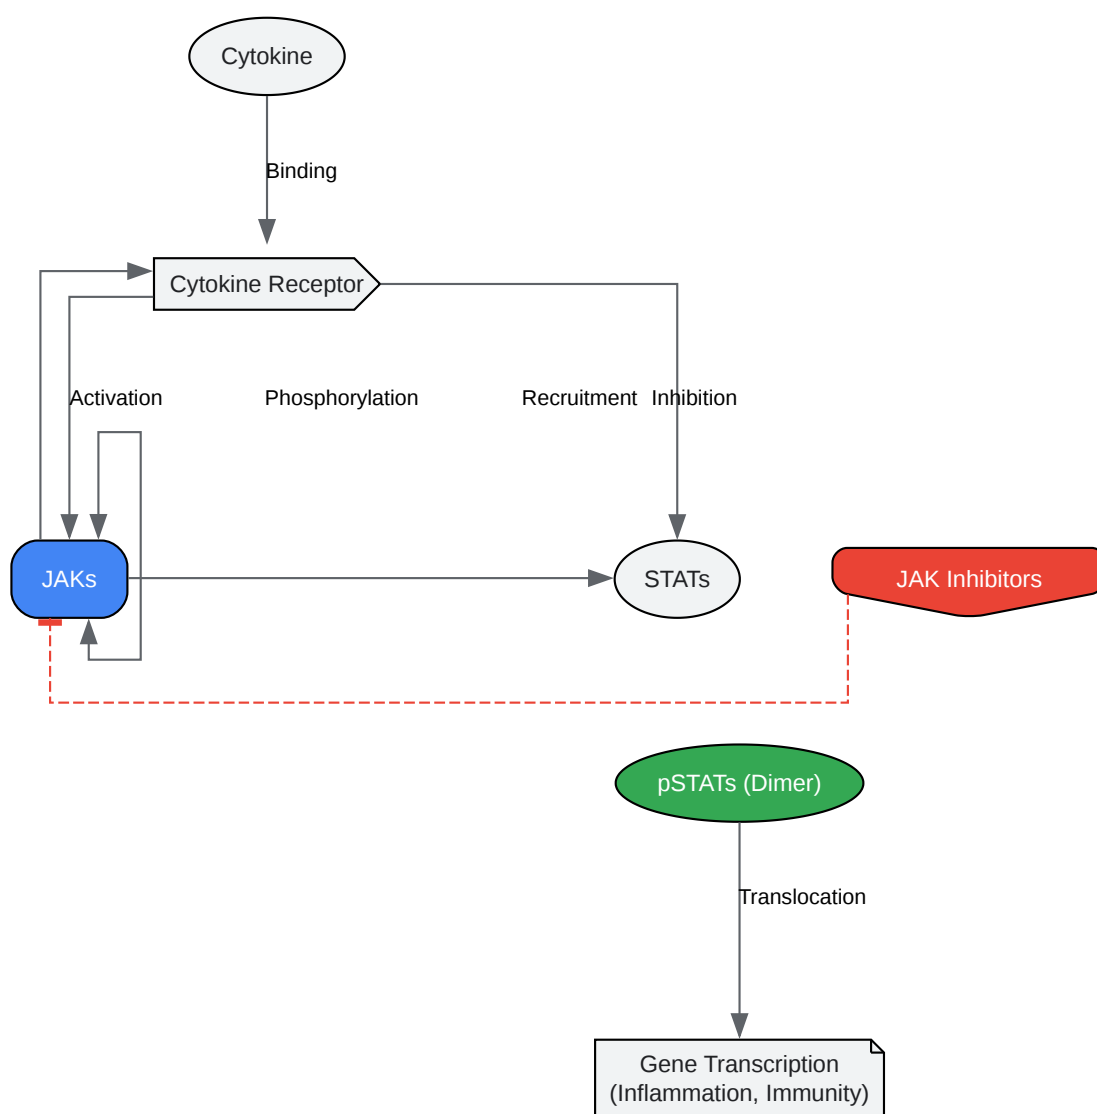 Cytokine
Binding
Cytokine Receptor
Activation
Phosphorylation
Recruitment
Inhibition
JAKs
STATs
JAK Inhibitors
pSTATs (Dimer)
Translocation
Gene Transcription
(Inflammation, Immunity)